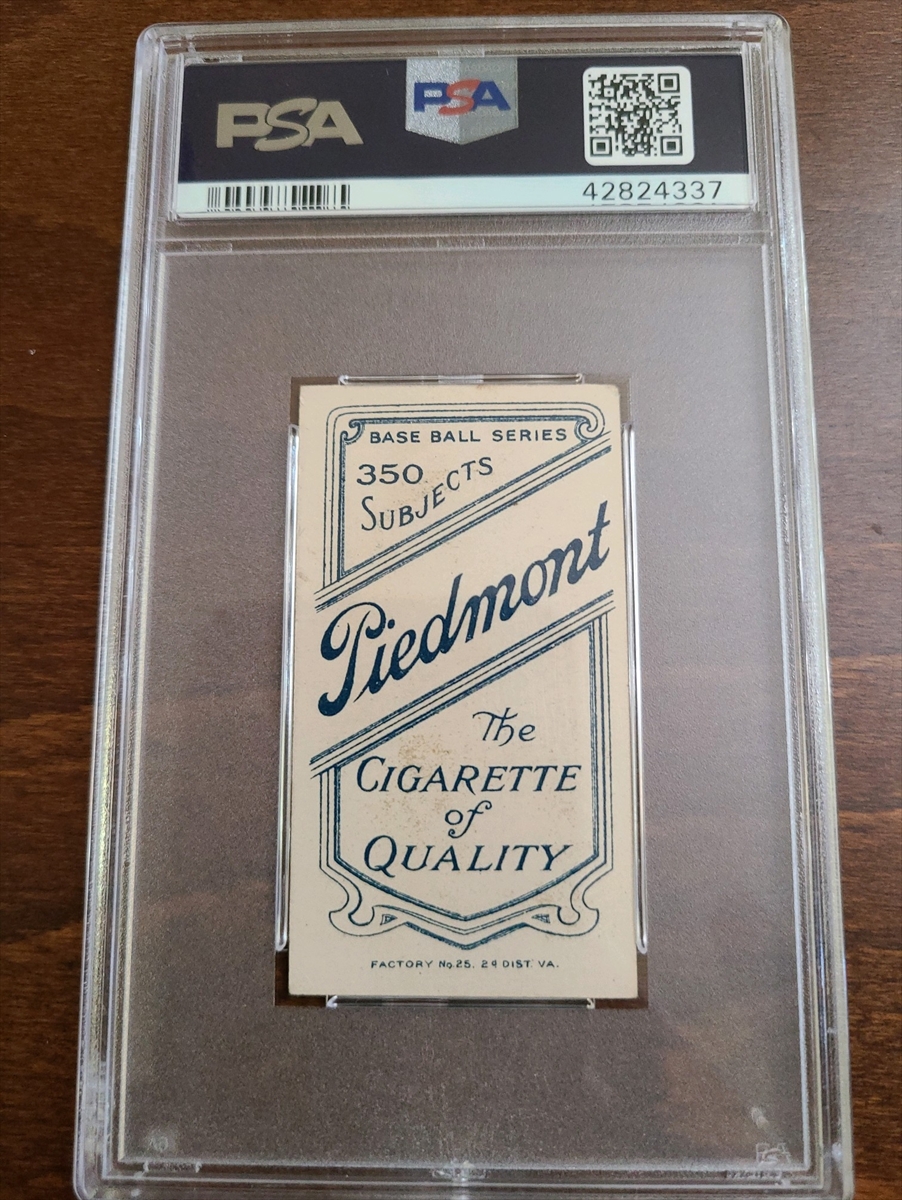 PSA
PSA
42824337
BASE BALL SERIES
350
SUBJECTS
Piedmont
The
CIGARETTE
of
QUALITY
FACTORY No. 25. 2d DIST. VA.